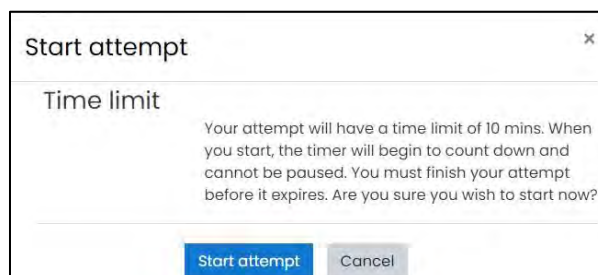 Start attempt
×
Time limit
Your attempt will have a time limit of 10 mins. When
you start, the timer will begin to count down and
cannot be paused. You must finish your attempt
before it expires. Are you sure you wish to start now?
Start attempt
Cancel